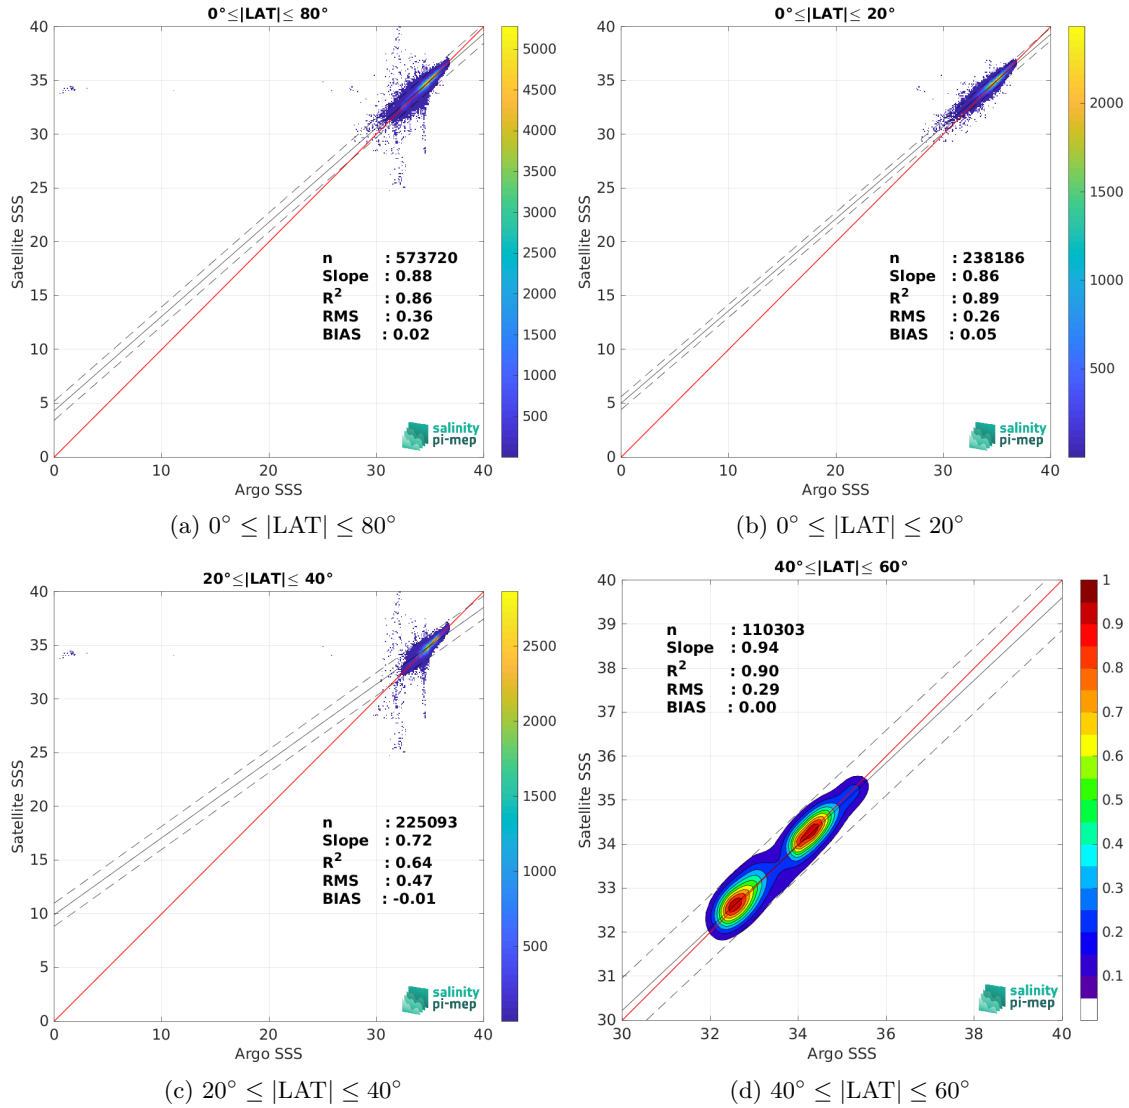 0°≤|LAT|≤ 80°
40
35
30
25
20
15
10
5
0
Satellite SSS
0
10
20
30
40
Argo SSS
5000
4500
4000
3500
3000
2500
2000
1500
1000
500
n : 573720
Slope : 0.88
R² : 0.86
RMS : 0.36
BIAS : 0.02
salinity
pi-mep
(a) 0° ≤ |LAT| ≤ 80°
0°≤|LAT|≤ 20°
40
35
30
25
20
15
10
5
0
Satellite SSS
0
10
20
30
40
Argo SSS
2000
1500
1000
500
n : 238186
Slope : 0.86
R² : 0.89
RMS : 0.26
BIAS : 0.05
salinity
pi-mep
(b) 0° ≤ |LAT| ≤ 20°
20°≤|LAT|≤ 40°
40
35
30
25
20
15
10
5
0
Satellite SSS
0
10
20
30
40
Argo SSS
2500
2000
1500
1000
500
n : 225093
Slope : 0.72
R² : 0.64
RMS : 0.47
BIAS : -0.01
salinity
pi-mep
(c) 20° ≤ |LAT| ≤ 40°
40°≤|LAT|≤ 60°
40
39
38
37
36
35
34
33
32
31
30
Satellite SSS
30
32
34
36
38
40
Argo SSS
1
0.9
0.8
0.7
0.6
0.5
0.4
0.3
0.2
0.1
n : 110303
Slope : 0.94
R² : 0.90
RMS : 0.29
BIAS : 0.00
salinity
pi-mep
(d) 40° ≤ |LAT| ≤ 60°